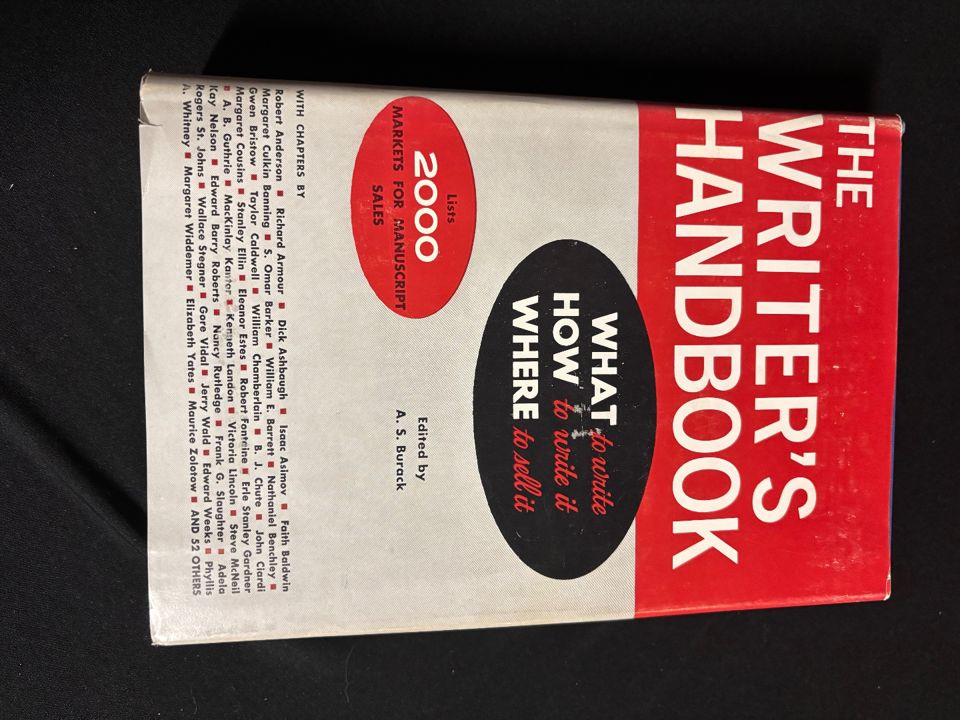 THE
WRITER'S
HANDBOOK
WHAT to write
HOW to write it
WHERE to sell it
Lists
2000
MARKETS FOR MANUSCRIPT
SALES
Edited by
A. S. Burack
WITH CHAPTERS BY
Robert Anderson ■ Richard Armour ■ Dick Ashbaugh ■ Isaac Asimov ■ Faith Baldwin
Margaret Culkin Banning ■ S. Omar Barker ■ William E. Barrett ■ Nathaniel Benchley ■
Gwen Bristow ■ Taylor Caldwell ■ William Chamberlain ■ B. J. Chute ■ John Ciardi
Margaret Cousins ■ Stanley Ellin ■ Eleanor Estes ■ Robert Fontaine ■ Erle Stanley Gardner
■ A. B. Guthrie ■ MacKinlay Kantor ■ Kenneth Landon ■ Victoria Lincoln ■ Steve McNeil
Kay Nelson ■ Edward Barry Roberts ■ Nancy Rutledge ■ Frank G. Slaughter ■ Adela
Rogers St. Johns ■ Wallace Stegner ■ Gore Vidal ■ Jerry Wald ■ Edward Weeks ■ Phyllis
A. Whitney ■ Margaret Widdemer ■ Elizabeth Yates ■ Maurice Zolotow ■ AND 52 OTHERS